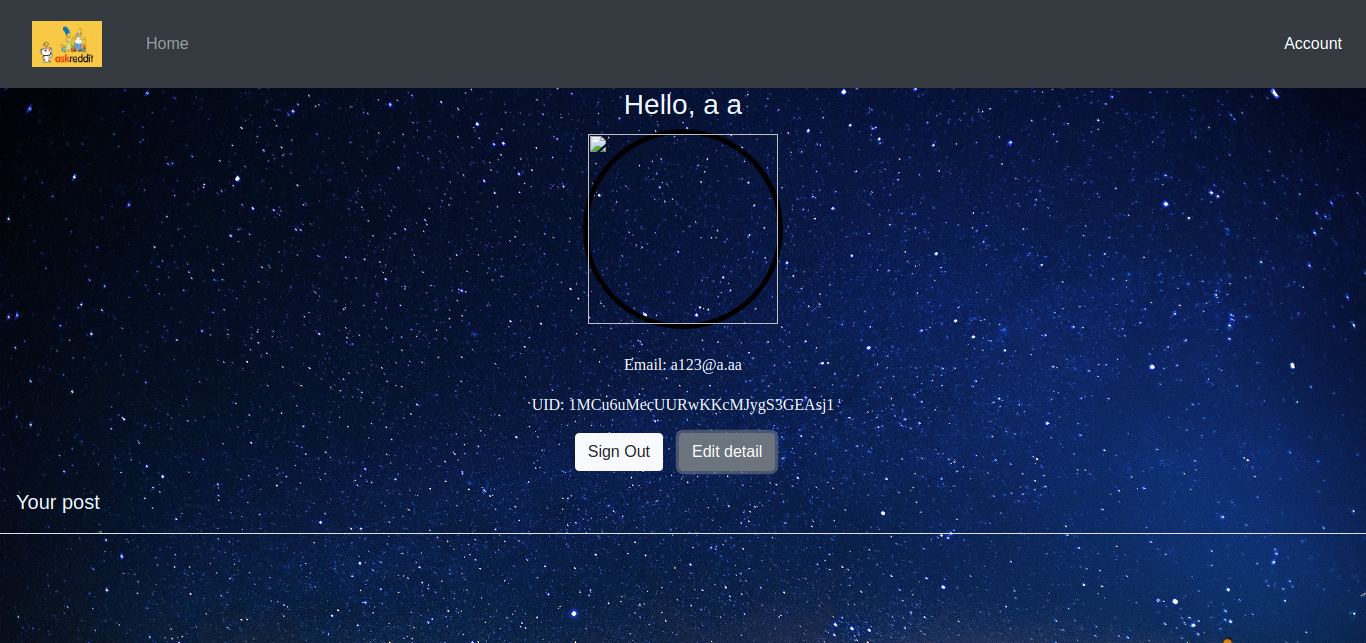 askreddit
Home
Account
Hello, a a
Email: a123@a.aa
UID: 1MCu6uMecUURwKKcMJygS3GEAsj1
Sign Out
Edit detail
Your post